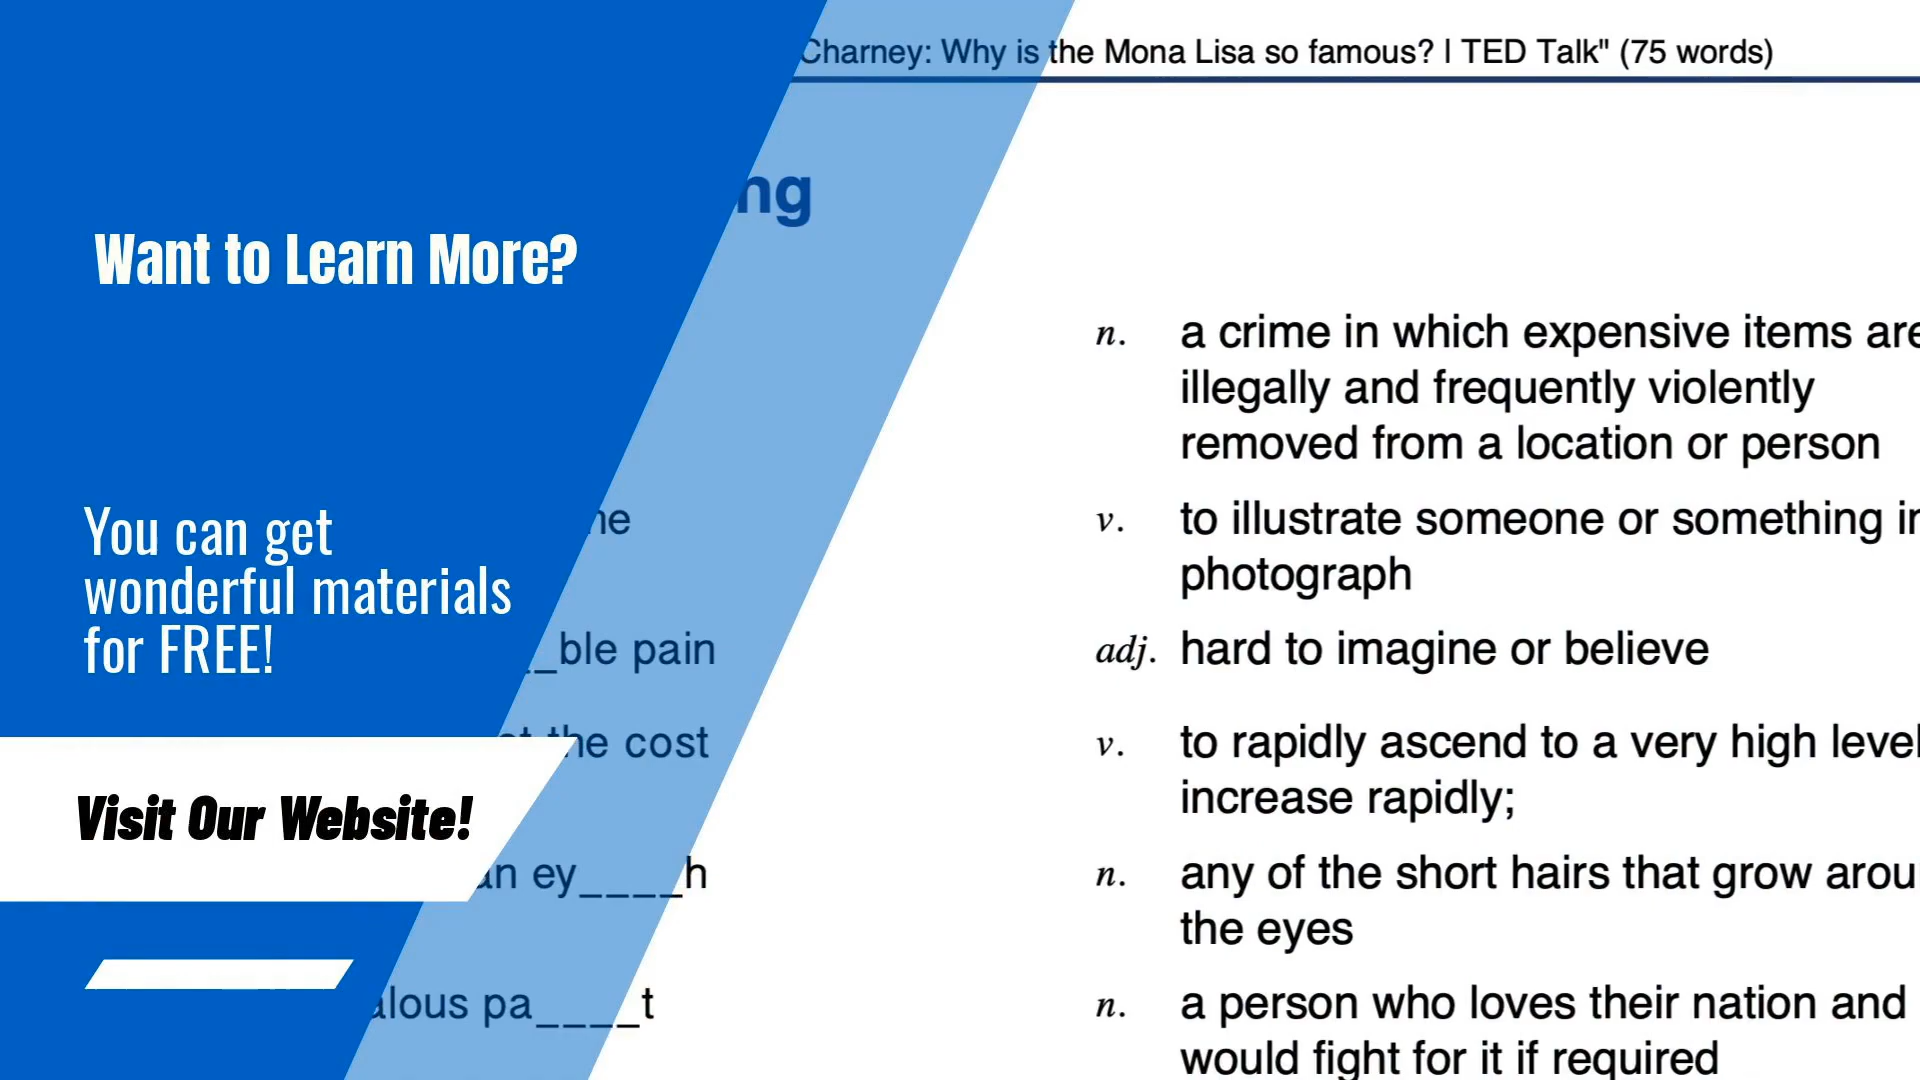 Charney: Why is the Mona Lisa so famous? | TED Talk" (75 words)
ng
Want to Learn More?
You can get
wonderful materials
for FREE!
Visit Our Website!
n. a crime in which expensive items are
illegally and frequently violently
removed from a location or person
ne v. to illustrate someone or something in
photograph
_ble pain adj. hard to imagine or believe
the cost v. to rapidly ascend to a very high level
increase rapidly;
an ey____h n. any of the short hairs that grow arou
the eyes
alous pa____t n. a person who loves their nation and
would fight for it if required